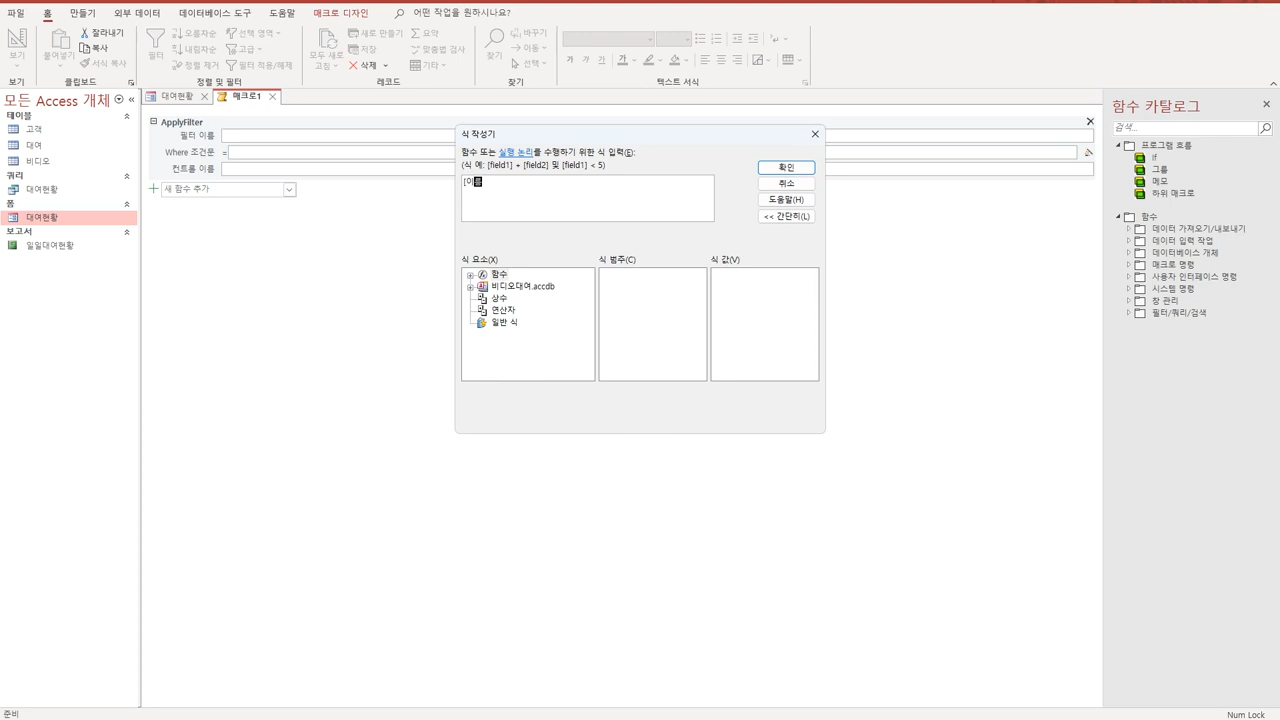 파일 홈 만들기 외부 데이터 데이터베이스 도구 도움말 매크로 디자인 어떤 작업을 원하시나요?
보기
붙여넣기
잘라내기
복사
서식 복사
필터
오름차순
내림차순
정렬 제거
선택 영역
고급
필터 적용/해제
모두 새로 고침
새로 만들기
저장
삭제
요약
맞춤법 검사
기타
찾기
바꾸기
이동
선택
가 가 가 가
보기 클립보드 정렬 및 필터 레코드 찾기 텍스트 서식
모든 Access 개체
테이블
고객
대여
비디오
쿼리
대여현황
폼
대여현황
보고서
일일대여현황
대여현황 매크로1
ApplyFilter
필터 이름
Where 조건문 =
컨트롤 이름
새 함수 추가
식 작성기
함수 또는 실행 논리를 수행하기 위한 식 입력(E):
(식 예: [field1] + [field2] 및 [field1] < 5)
확인
취소
도움말(H)
<< 간단히(L)
식 요소(X) 식 범주(C) 식 값(V)
함수
비디오대여.accdb
상수
연산자
일반 식
함수 카탈로그
검색...
프로그램 흐름
If
그룹
메모
하위 매크로
함수
데이터 가져오기/내보내기
데이터 입력 작업
데이터베이스 개체
매크로 명령
사용자 인터페이스 명령
시스템 명령
창 관리
필터/쿼리/검색
준비 Num Lock